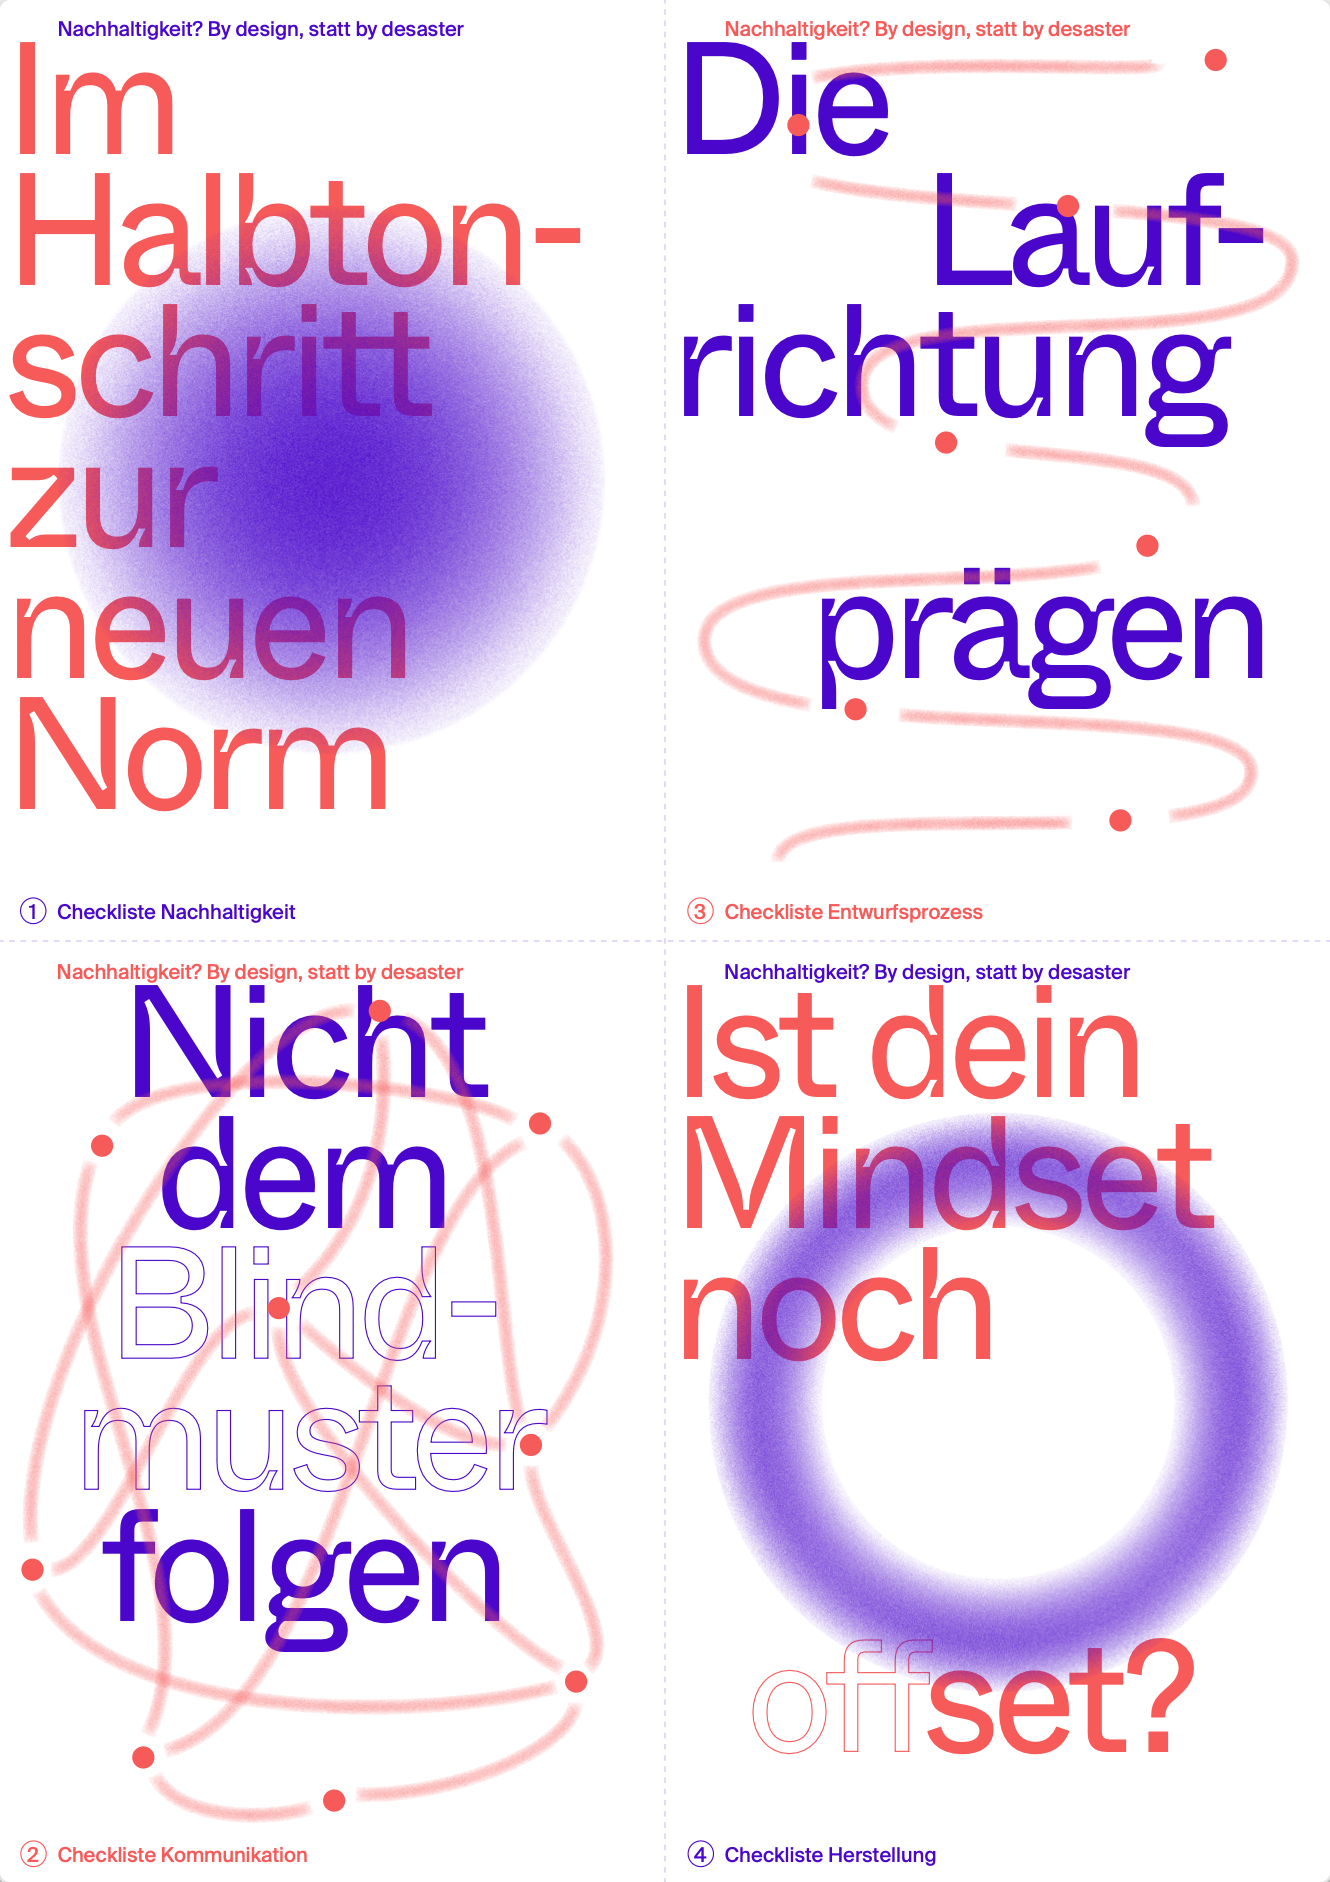 Nachhaltigkeit? By design, statt by desaster
Im
Halbton-
schritt
zur
neuen
Norm
① Checkliste Nachhaltigkeit
Nachhaltigkeit? By design, statt by desaster
Die
Lauf-
richtung
prägen
③ Checkliste Entwurfsprozess
Nachhaltigkeit? By design, statt by desaster
Nicht
dem
Blind-
muster
folgen
② Checkliste Kommunikation
Nachhaltigkeit? By design, statt by desaster
Ist dein
Mindset
noch
offset?
④ Checkliste Herstellung